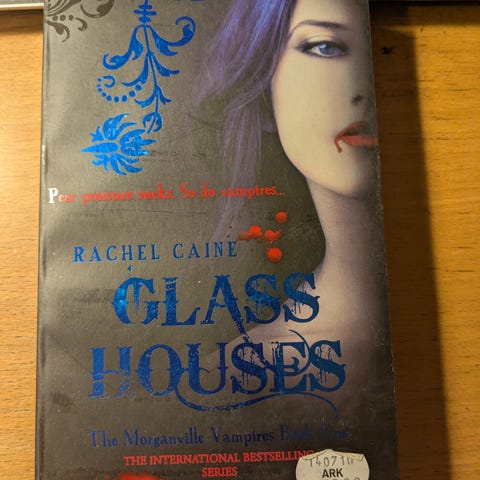 Peer pressure sucks. So do vampires...
RACHEL CAINE
GLASS
HOUSES
The Morganville Vampires Book One
THE INTERNATIONAL BESTSELLING
SERIES
ARK